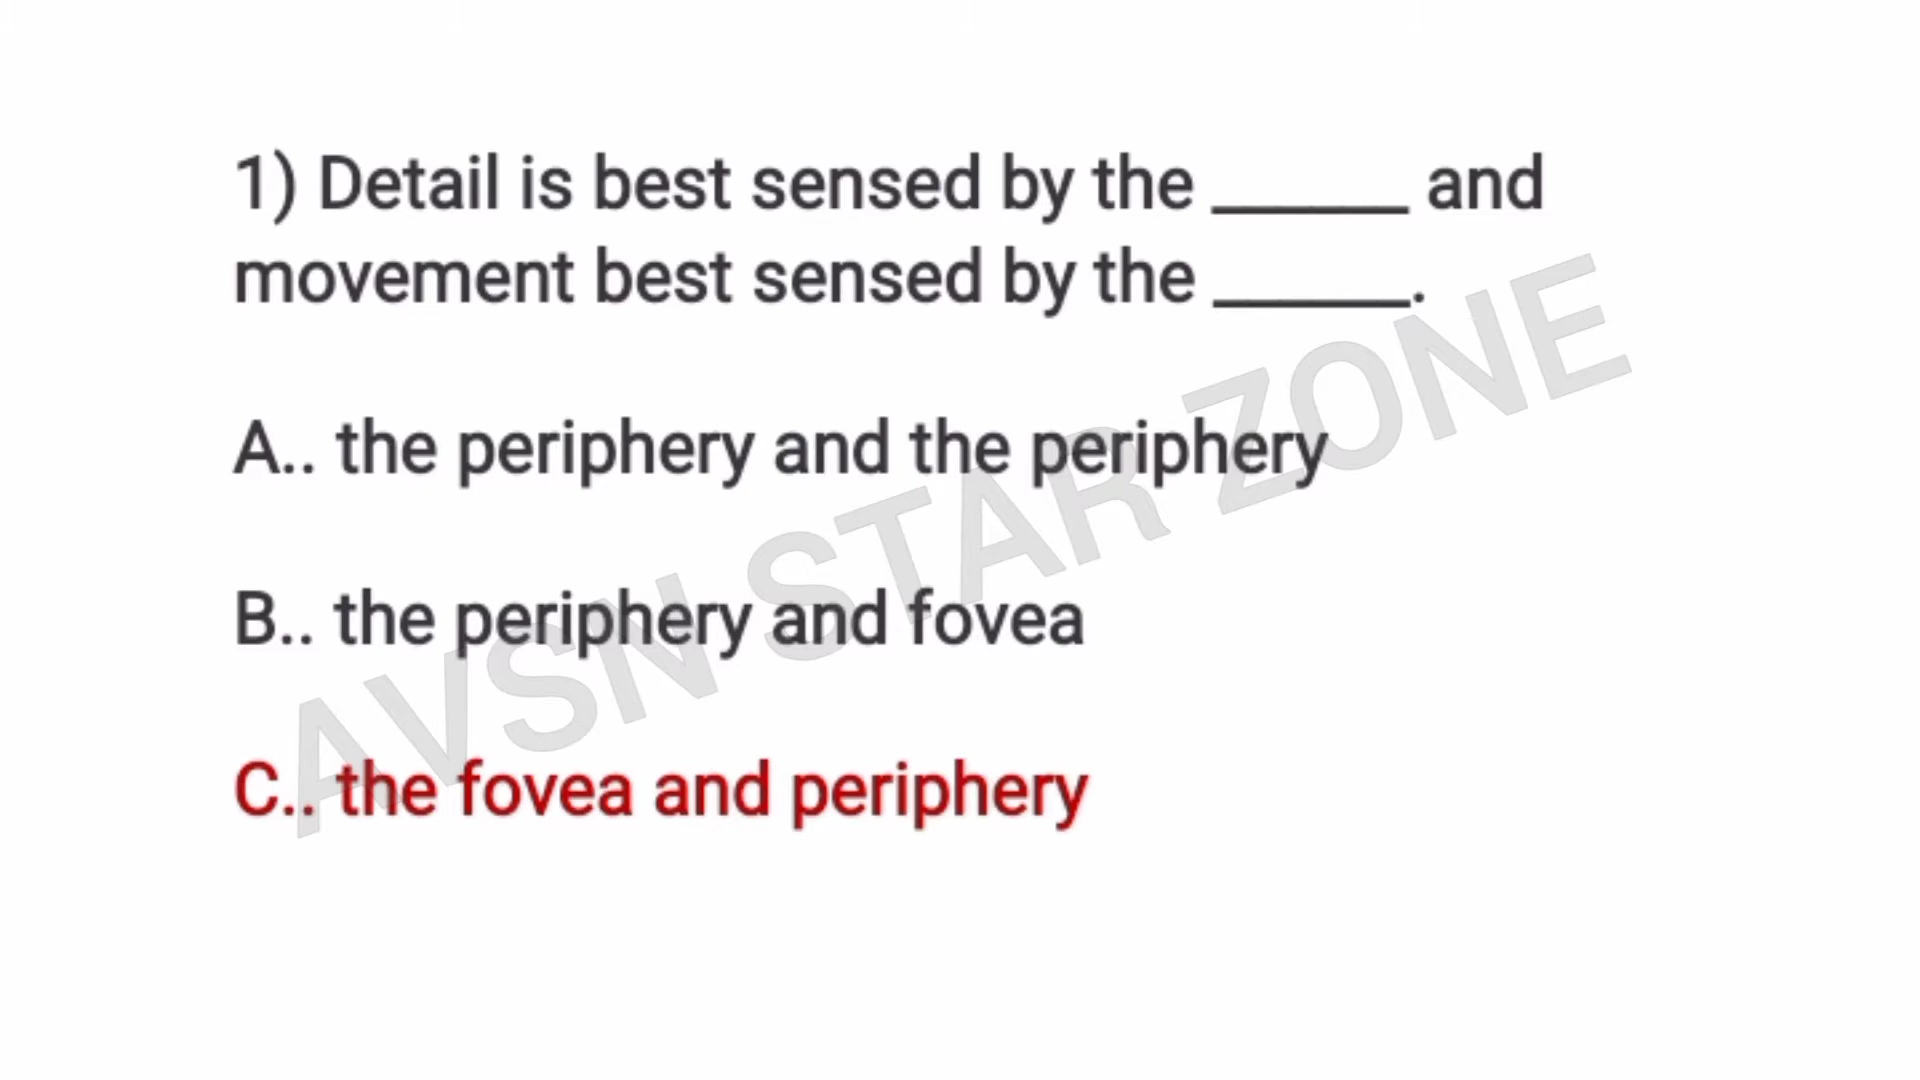 1) Detail is best sensed by the ______ and
movement best sensed by the ______.
A.. the periphery and the periphery
B.. the periphery and fovea
C.. the fovea and periphery
AVSN STAR ZONE